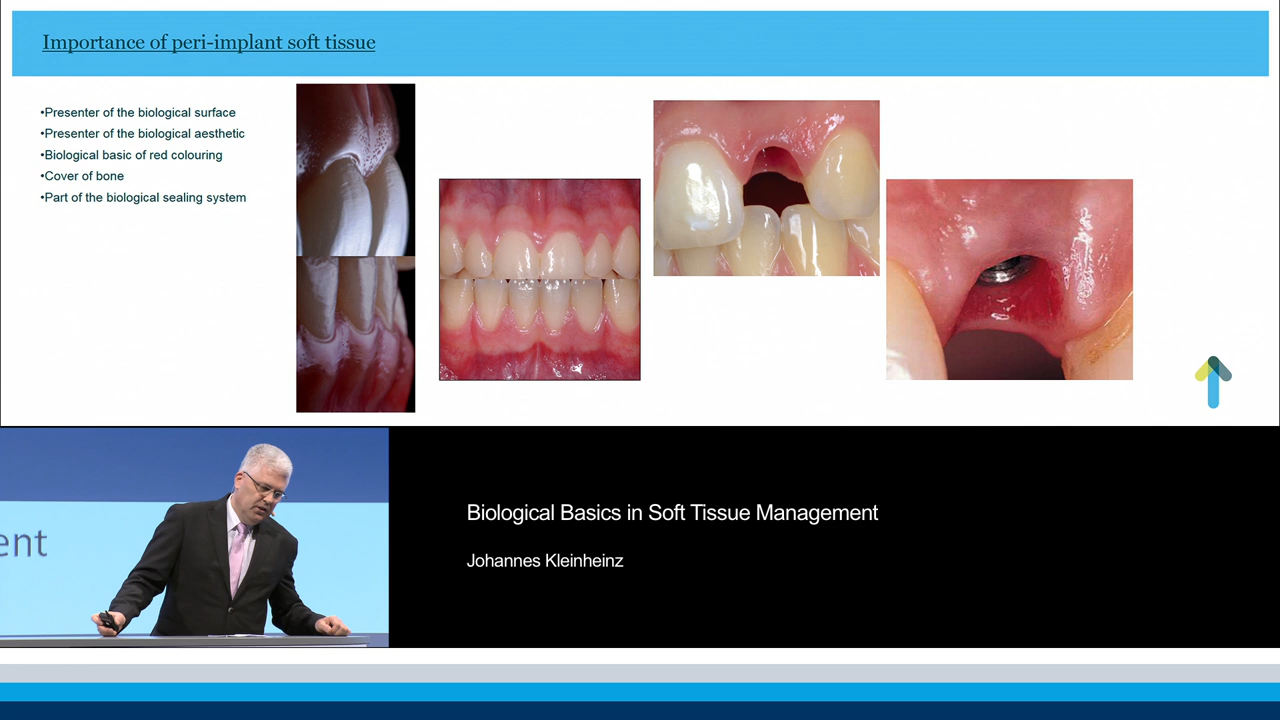 Importance of peri-implant soft tissue
•Presenter of the biological surface
•Presenter of the biological aesthetic
•Biological basic of red colouring
•Cover of bone
•Part of the biological sealing system
ent
Biological Basics in Soft Tissue Management
Johannes Kleinheinz